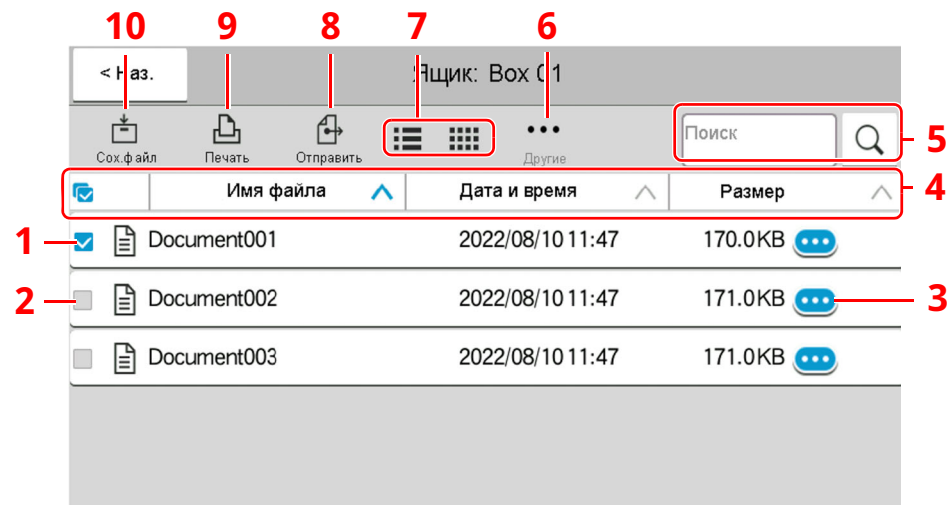 10 9 8 7 6
< Наз. Ящик: Box 01
Поиск 5
Сох.файл Печать Отправить Другие
Имя файла Дата и время Размер 4
1 Document001 2022/08/10 11:47 170.0KB
2 Document002 2022/08/10 11:47 171.0KB 3
Document003 2022/08/10 11:47 171.0KB